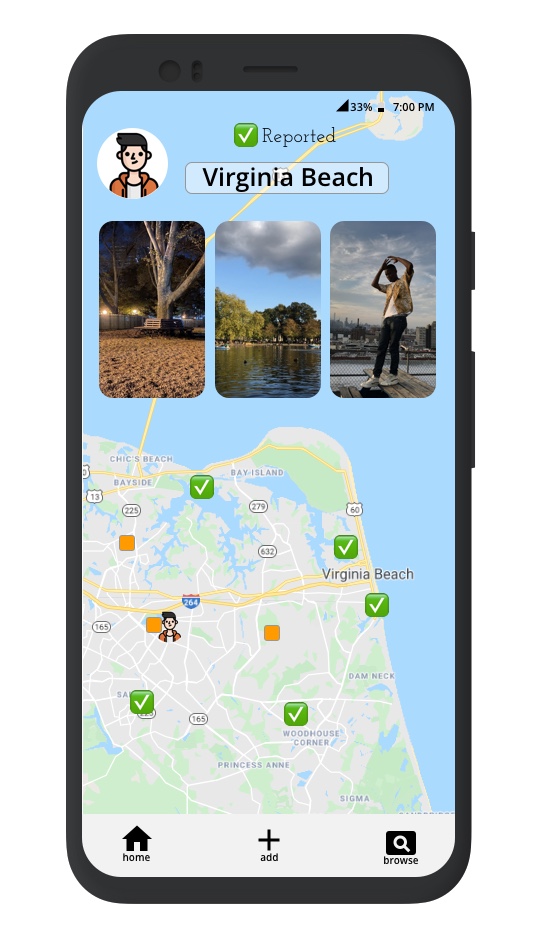 33% 7:00 PM
Reported
Virginia Beach
CHIC'S BEACH
BAY ISLAND
BAYSIDE
13
225
279
60
632
Virginia Beach
264
165
DAM NECK
165
WOODHOUSE
CORNER
PRINCESS ANNE
SIGMA
home
add
browse